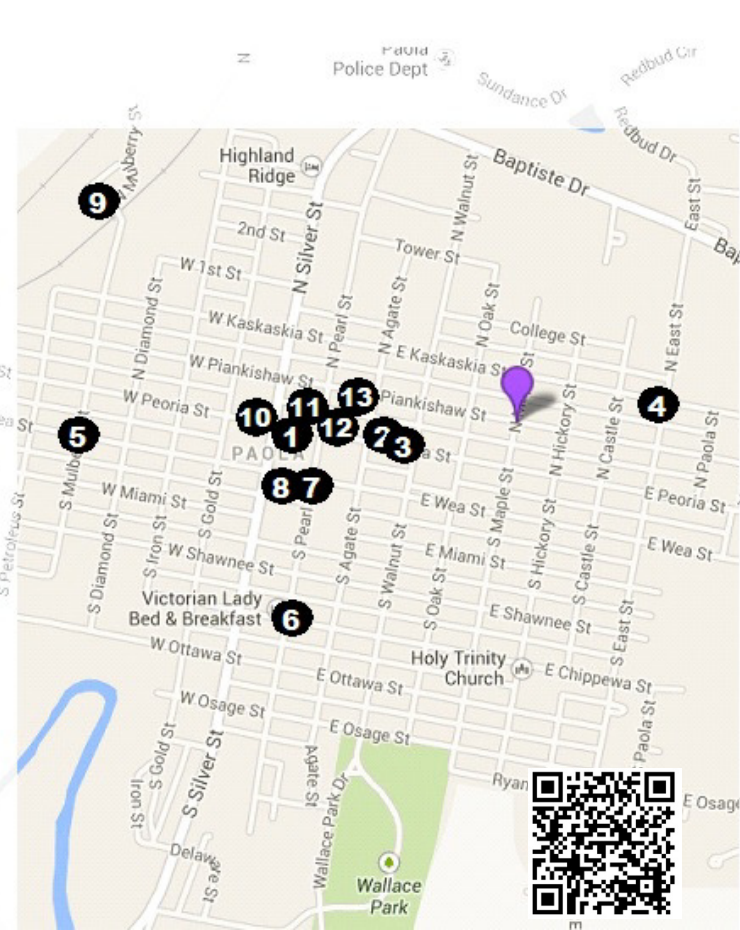 N
Paola
Police Dept
Sundance Dr
Redbud Cir
Redbud Dr
Highland
Ridge
Baptiste Dr
East St
9
2nd St
N Silver St
N Walnut St
Tower St
W 1st St
N Diamond St
N Pearl St
N Agate St
N Oak St
College St
N East St
W Kaskaskia St
E Kaskaskia St
W Piankishaw St
Piankishaw St
W Peoria St
10
11
13
12
1
2
3
4
5
PAOLA
N Hickory St
N Castle St
N Paola St
S Petroleus St
W Miami St
S Gold St
8
7
S Pearl
E Wea St
S Maple St
E Peoria St
E Wea St
S Diamond St
S Iron St
W Shawnee St
S Agate St
S Walnut St
S Oak St
E Miami St
S Hickory St
S Castle St
S East St
Victorian Lady
Bed & Breakfast
6
E Shawnee St
W Ottawa St
E Ottawa St
Holy Trinity
Church
E Chippewa St
W Osage St
E Osage St
S Gold St
S Silver St
Iron St
Agate St
Wallace Park Dr
Ryan
Paola St
E Osage
Wallace
Park
E